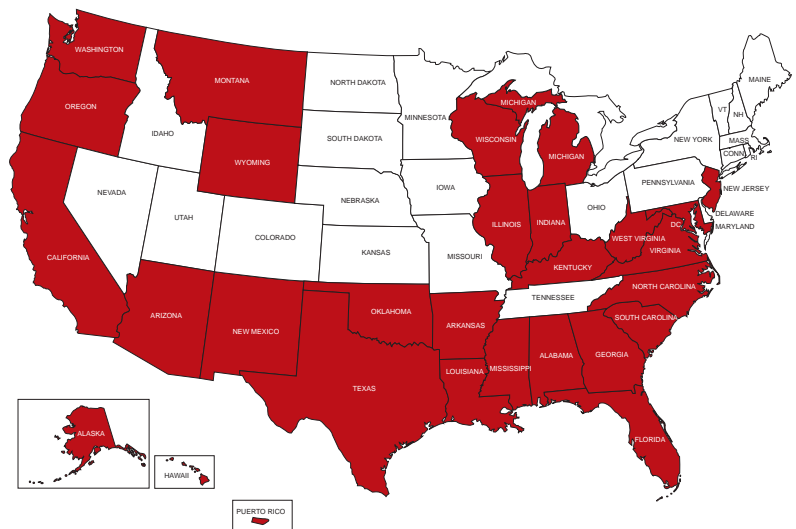 WASHINGTON
MONTANA
NORTH DAKOTA
MAINE
OREGON
MICHIGAN
VT
NH
MINNESOTA
IDAHO
SOUTH DAKOTA
WISCONSIN
NEW YORK
MASS
WYOMING
MICHIGAN
CONN
RI
NEVADA
IOWA
PENNSYLVANIA
NEW JERSEY
UTAH
NEBRASKA
ILLINOIS
INDIANA
OHIO
DELAWARE
COLORADO
DC
MARYLAND
CALIFORNIA
KANSAS
MISSOURI
WEST VIRGINIA
VIRGINIA
KENTUCKY
NORTH CAROLINA
TENNESSEE
ARIZONA
NEW MEXICO
OKLAHOMA
ARKANSAS
SOUTH CAROLINA
MISSISSIPPI
ALABAMA
GEORGIA
LOUISIANA
TEXAS
ALASKA
FLORIDA
HAWAII
PUERTO RICO